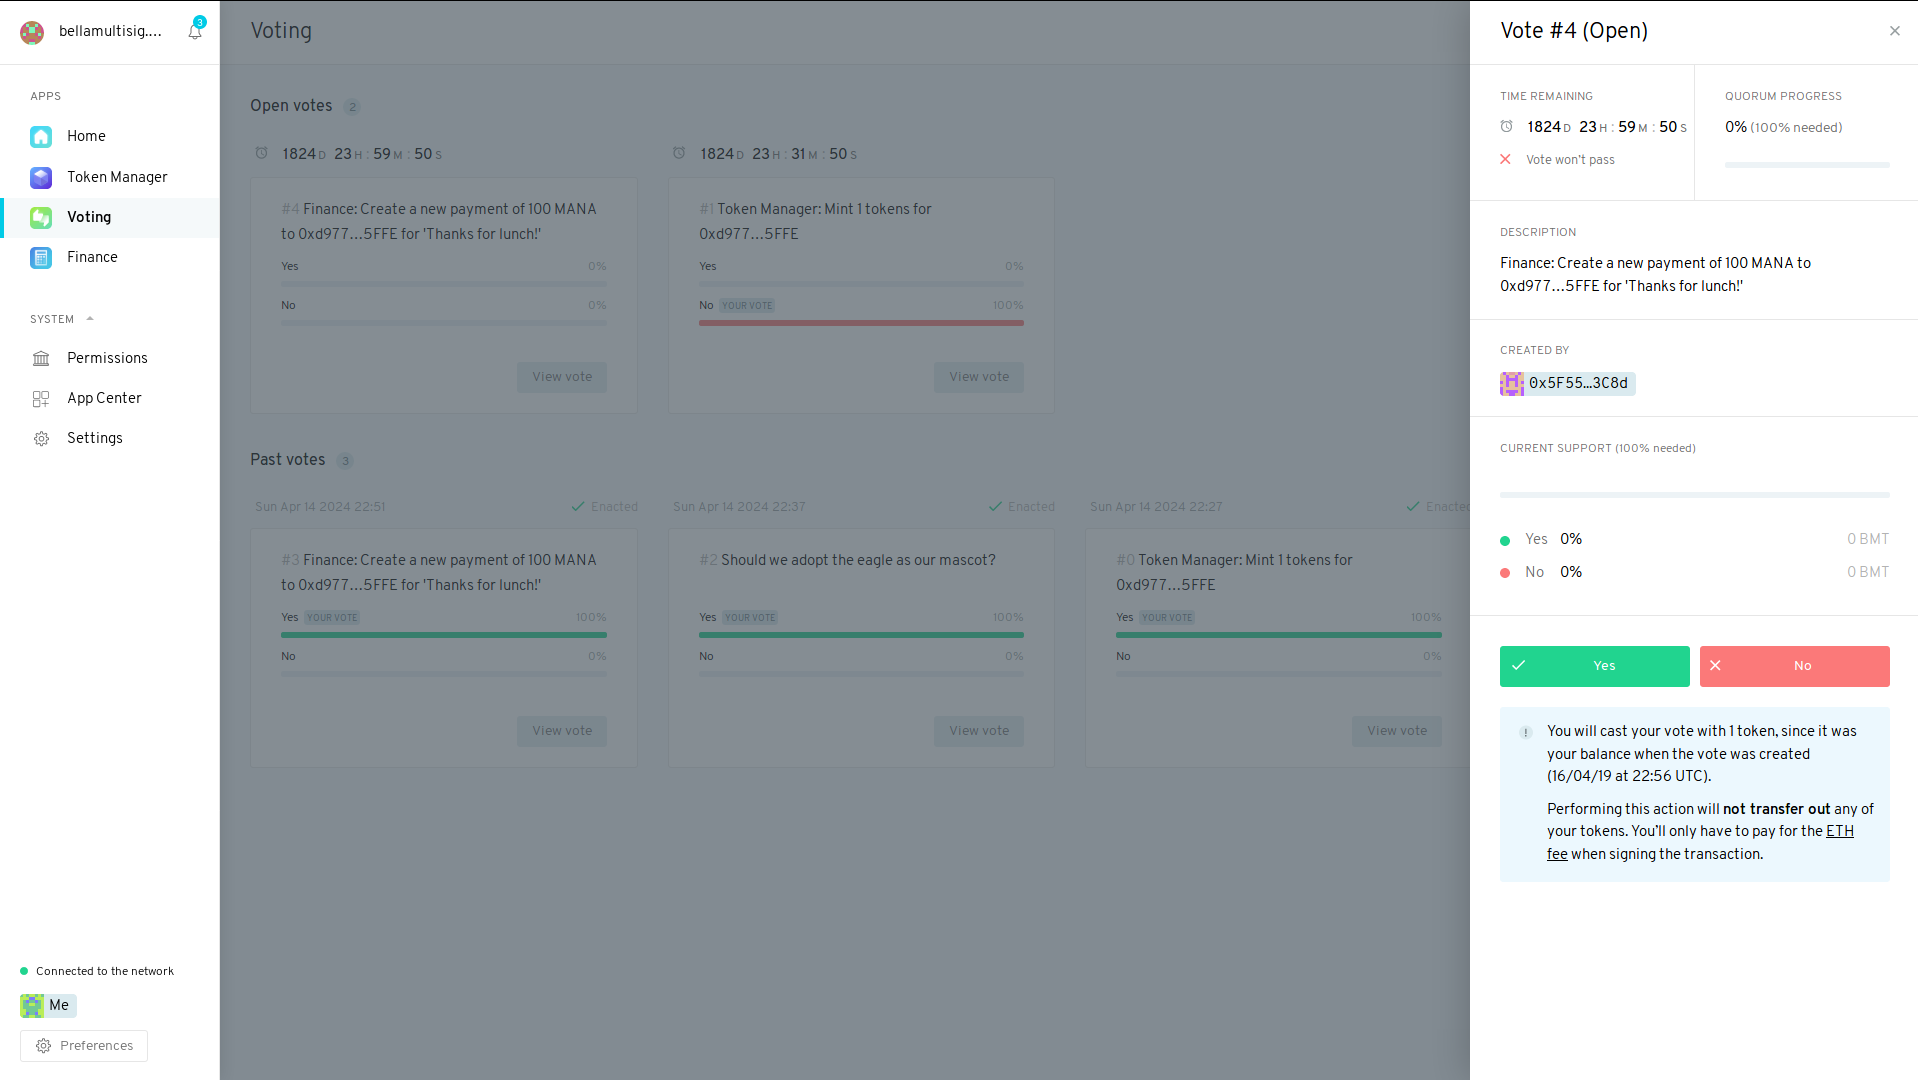 bellamultisig.…
3
APPS
Home
Token Manager
Voting
Finance
SYSTEM
Permissions
App Center
Settings
Connected to the network
Me
Preferences
Voting
Open votes 2
1824 D 23 H : 59 M : 50 S
#4 Finance: Create a new payment of 100 MANA
to 0xd977…5FFE for 'Thanks for lunch!'
Yes 0%
No 0%
View vote
1824 D 23 H : 31 M : 50 S
#1 Token Manager: Mint 1 tokens for
0xd977…5FFE
Yes 0%
No YOUR VOTE 100%
View vote
Past votes 3
Sun Apr 14 2024 22:51 Enacted
#3 Finance: Create a new payment of 100 MANA
to 0xd977…5FFE for 'Thanks for lunch!'
Yes YOUR VOTE 100%
No 0%
View vote
Sun Apr 14 2024 22:37 Enacted
#2 Should we adopt the eagle as our mascot?
Yes YOUR VOTE 100%
No 0%
View vote
Sun Apr 14 2024 22:27 Enacte
#0 Token Manager: Mint 1 tokens for
0xd977…5FFE
Yes YOUR VOTE 100%
No 0%
View vote
Vote #4 (Open)
TIME REMAINING
1824 D 23 H : 59 M : 50 S
Vote won't pass
QUORUM PROGRESS
0% (100% needed)
DESCRIPTION
Finance: Create a new payment of 100 MANA to
0xd977…5FFE for 'Thanks for lunch!'
CREATED BY
0x5F55…3C8d
CURRENT SUPPORT (100% needed)
Yes 0% 0 BMT
No 0% 0 BMT
Yes
No
You will cast your vote with 1 token, since it was
your balance when the vote was created
(16/04/19 at 22:56 UTC).
Performing this action will not transfer out any of
your tokens. You'll only have to pay for the ETH
fee when signing the transaction.